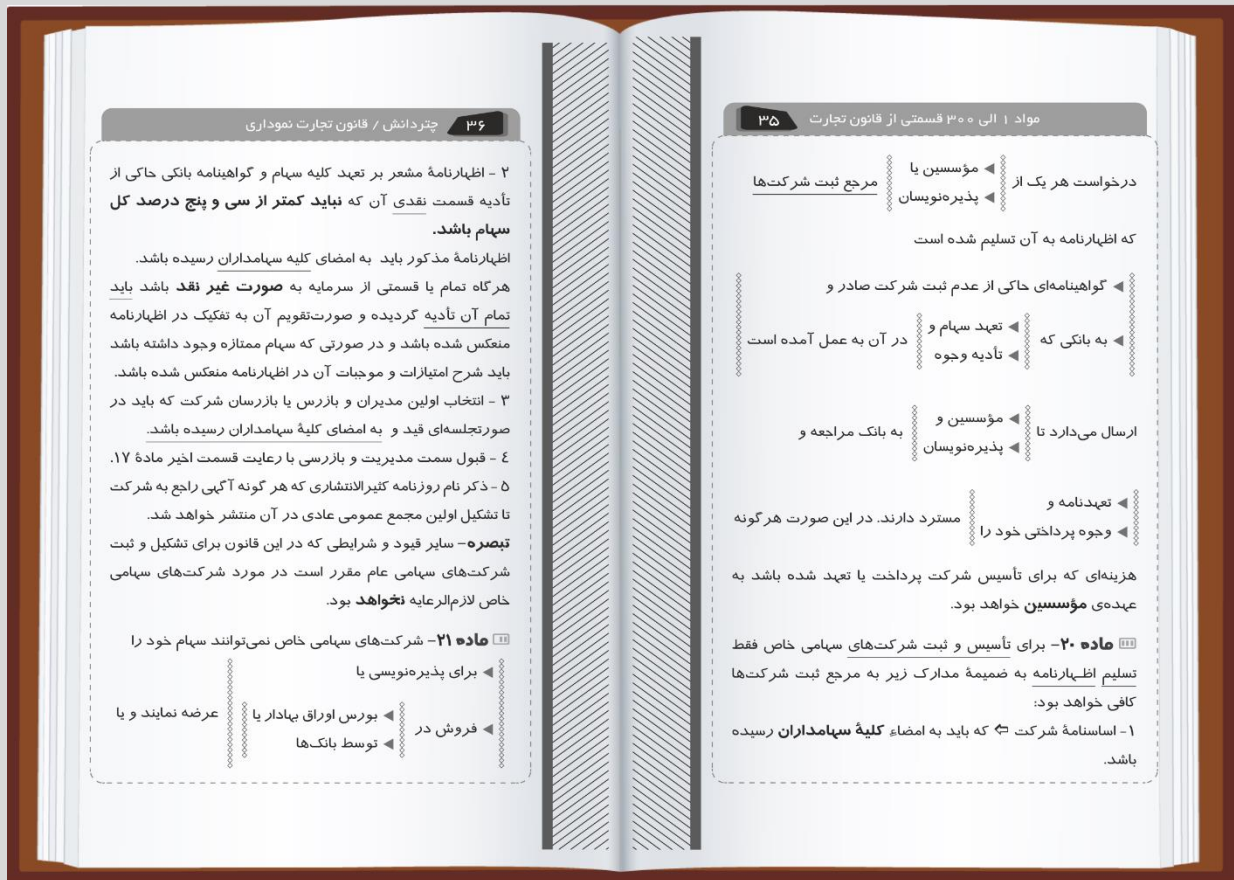 مواد ۱ الی ۳۰۰ قسمتی از قانون تجارت ۳۵
درخواست هر یک از
مؤسسین یا
پذیره‌نویسان
مرجع ثبت شرکت‌ها
که اظهارنامه به آن تسلیم شده است
گواهینامه‌ای حاکی از عدم ثبت شرکت صادر و
به بانکی که
تعهد سهام و
تأدیه وجوه
در آن به عمل آمده است
ارسال می‌دارد تا
مؤسسین و
پذیره‌نویسان
به بانک مراجعه و
تعهدنامه و
وجوه پرداختی خود را
مسترد دارند. در این صورت هرگونه
هزینه‌ای که برای تأسیس شرکت پرداخت یا تعهد شده باشد به
عهده‌ی مؤسسین خواهد بود.
ماده ۲۰- برای تأسیس و ثبت شرکت‌های سهامی خاص فقط
تسلیم اظهارنامه به ضمیمهٔ مدارک زیر به مرجع ثبت شرکت‌ها
کافی خواهد بود:
۱- اساسنامهٔ شرکت ⇦ که باید به امضاءِ کلیهٔ سهامداران رسیده
باشد.
۳۶ چتردانش / قانون تجارت نموداری
۲ - اظهارنامهٔ مشعر بر تعهد کلیه سهام و گواهینامه بانکی حاکی از
تأدیه قسمت نقدی آن که نباید کمتر از سی و پنج درصد کل
سهام باشد.
اظهارنامهٔ مذکور باید به امضای کلیه سهامداران رسیده باشد.
هرگاه تمام یا قسمتی از سرمایه به صورت غیر نقد باشد باید
تمام آن تأدیه گردیده و صورت‌تقویم آن به تفکیک در اظهارنامه
منعکس شده باشد و در صورتی که سهام ممتازه وجود داشته باشد
باید شرح امتیازات و موجبات آن در اظهارنامه منعکس شده باشد.
۳ - انتخاب اولین مدیران و بازرس یا بازرسان شرکت که باید در
صورتجلسه‌ای قید و به امضای کلیهٔ سهامداران رسیده باشد.
٤ - قبول سمت مدیریت و بازرسی با رعایت قسمت اخیر مادهٔ ۱۷.
۵ - ذکر نام روزنامه کثیرالانتشاری که هر گونه آگهی راجع به شرکت
تا تشکیل اولین مجمع عمومی عادی در آن منتشر خواهد شد.
تبصره- سایر قیود و شرایطی که در این قانون برای تشکیل و ثبت
شرکت‌های سهامی عام مقرر است در مورد شرکت‌های سهامی
خاص لازم‌الرعایه نخواهد بود.
ماده ۲۱- شرکت‌های سهامی خاص نمی‌توانند سهام خود را
برای پذیره‌نویسی یا
فروش در
بورس اوراق بهادار یا
توسط بانک‌ها
عرضه نمایند و یا